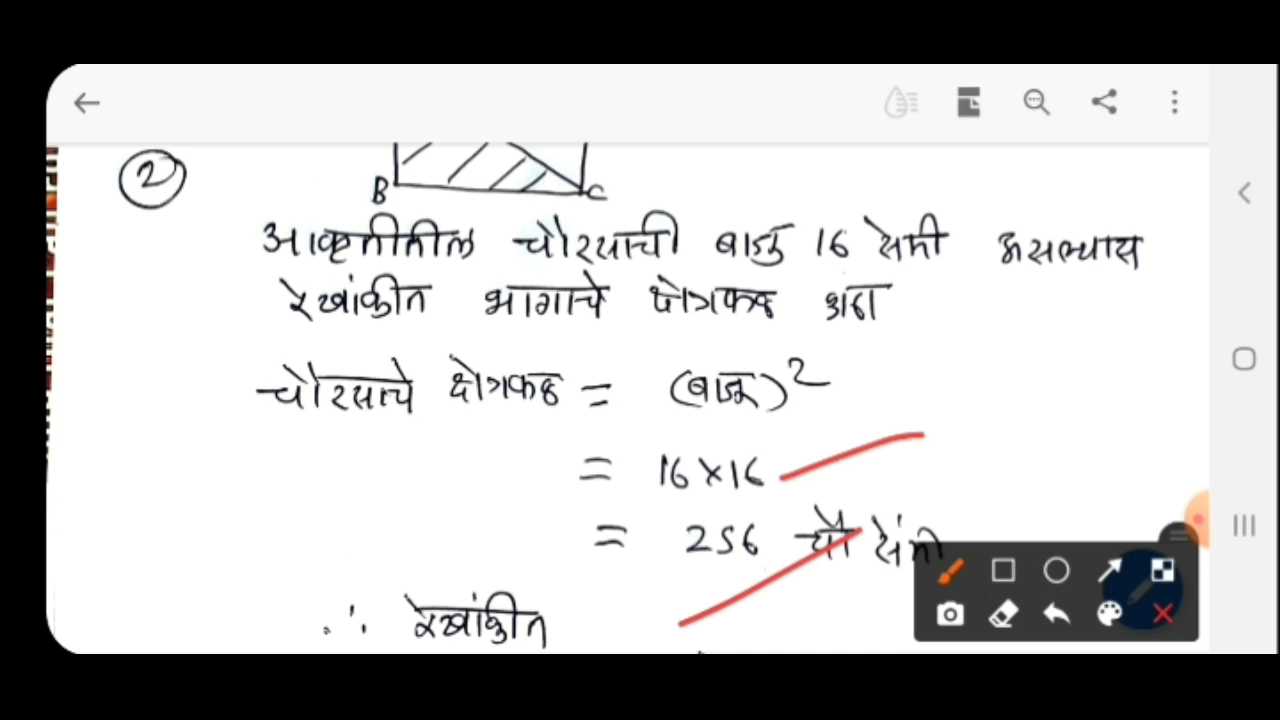 2
B C
आकृतीतील चौरसाची बाजु 16 सेमी असल्यास
रेखांकीत भागाचे क्षेत्रफळ काढा
चौरसाचे क्षेत्रफळ = (बाजू)2
= 16×16
= 256 चौ सेंमी
∴ रेखांकीत